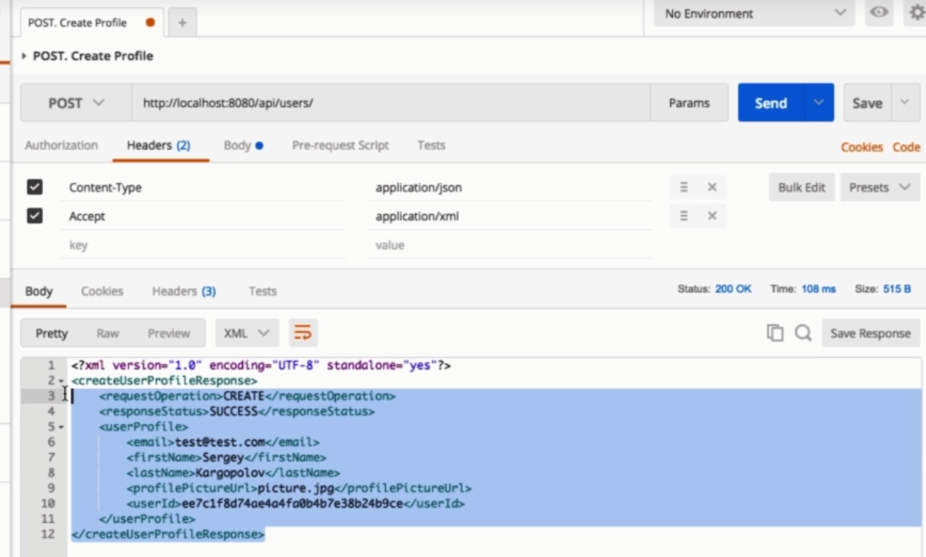 POST. Create Profile
+
No Environment
POST. Create Profile
POST
http://localhost:8080/api/users/
Params
Send
Save
Authorization
Headers (2)
Body
Pre-request Script
Tests
Cookies
Code
Content-Type
application/json
Bulk Edit
Presets
Accept
application/xml
key
value
Body
Cookies
Headers (3)
Tests
Status: 200 OK
Time: 108 ms
Size: 515 B
Pretty
Raw
Preview
XML
Save Response
1 <?xml version="1.0" encoding="UTF-8" standalone="yes"?>
2 <createUserProfileResponse>
3 <requestOperation>CREATE</requestOperation>
4 <responseStatus>SUCCESS</responseStatus>
5 <userProfile>
6 <email>test@test.com</email>
7 <firstName>Sergey</firstName>
8 <lastName>Kargopolov</lastName>
9 <profilePictureUrl>picture.jpg</profilePictureUrl>
10 <userId>ee7c1f8d74ae4a4fa0b4b7e38b24b9ce</userId>
11 </userProfile>
12 </createUserProfileResponse>